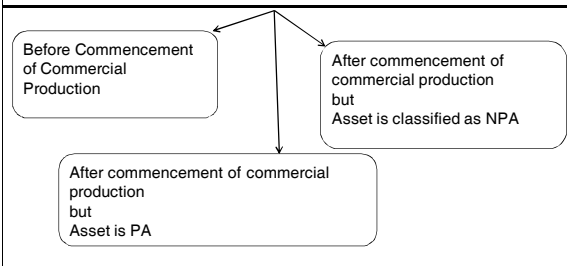 Before Commencement
of Commercial
Production
After commencement of
commercial production
but
Asset is classified as NPA
After commencement of commercial
production
but
Asset is PA